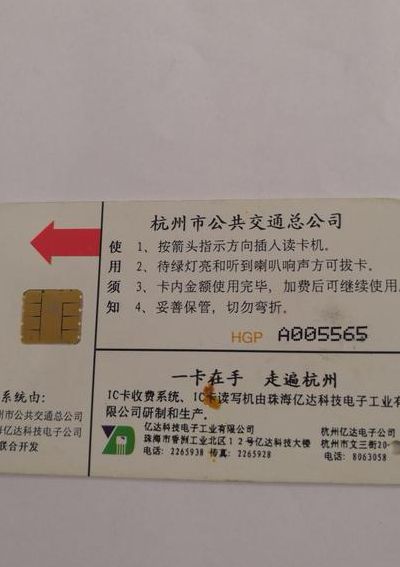 杭州市公共交通总公司
使用须知
1、按箭头指示方向插入读卡机。
2、待绿灯亮和听到喇叭响声方可拔卡。
3、卡内金额使用完毕，加费后可继续使用
4、妥善保管，切勿弯折。
HGP A005565
一卡在手 走遍杭州
IC卡收费系统、IC卡读写机由珠海亿达科技电子工业有
限公司研制和生产。
亿达科技电子工业有限公司
珠海市香洲工业北区12号亿达科技大楼
电话：2265938 传真：2265928
杭州亿达电子公司
杭州市文三街20-
电话：8063058
系统由：
州市公共交通总公司
海亿达科技电子公司
联合开发